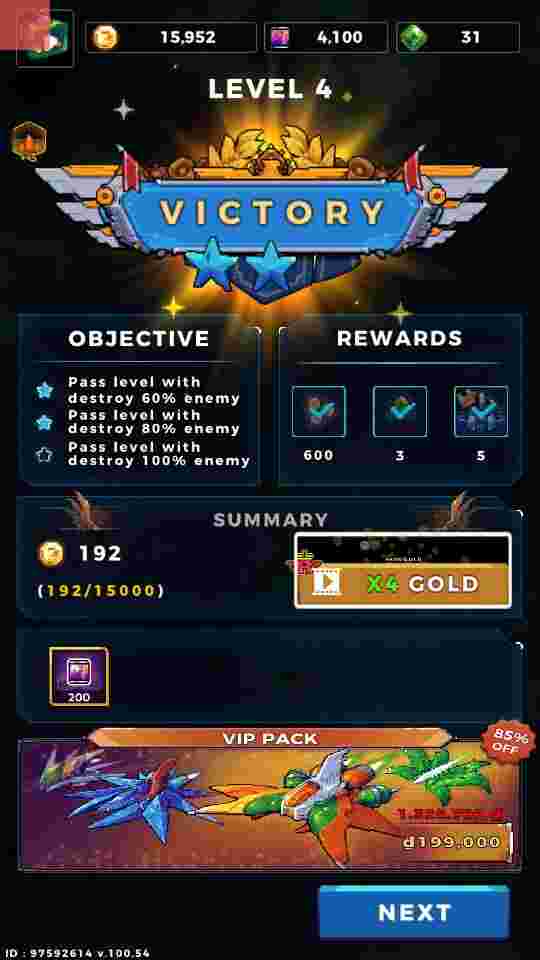 15,952
4,100
31
LEVEL 4
VICTORY
OBJECTIVE
Pass level with
destroy 60% enemy
Pass level with
destroy 80% enemy
Pass level with
destroy 100% enemy
REWARDS
600
3
5
SUMMARY
192
(192/15000)
X4 GOLD
200
VIP PACK
85%
OFF
đ199,000
NEXT
ID : 97592614 v.100.54